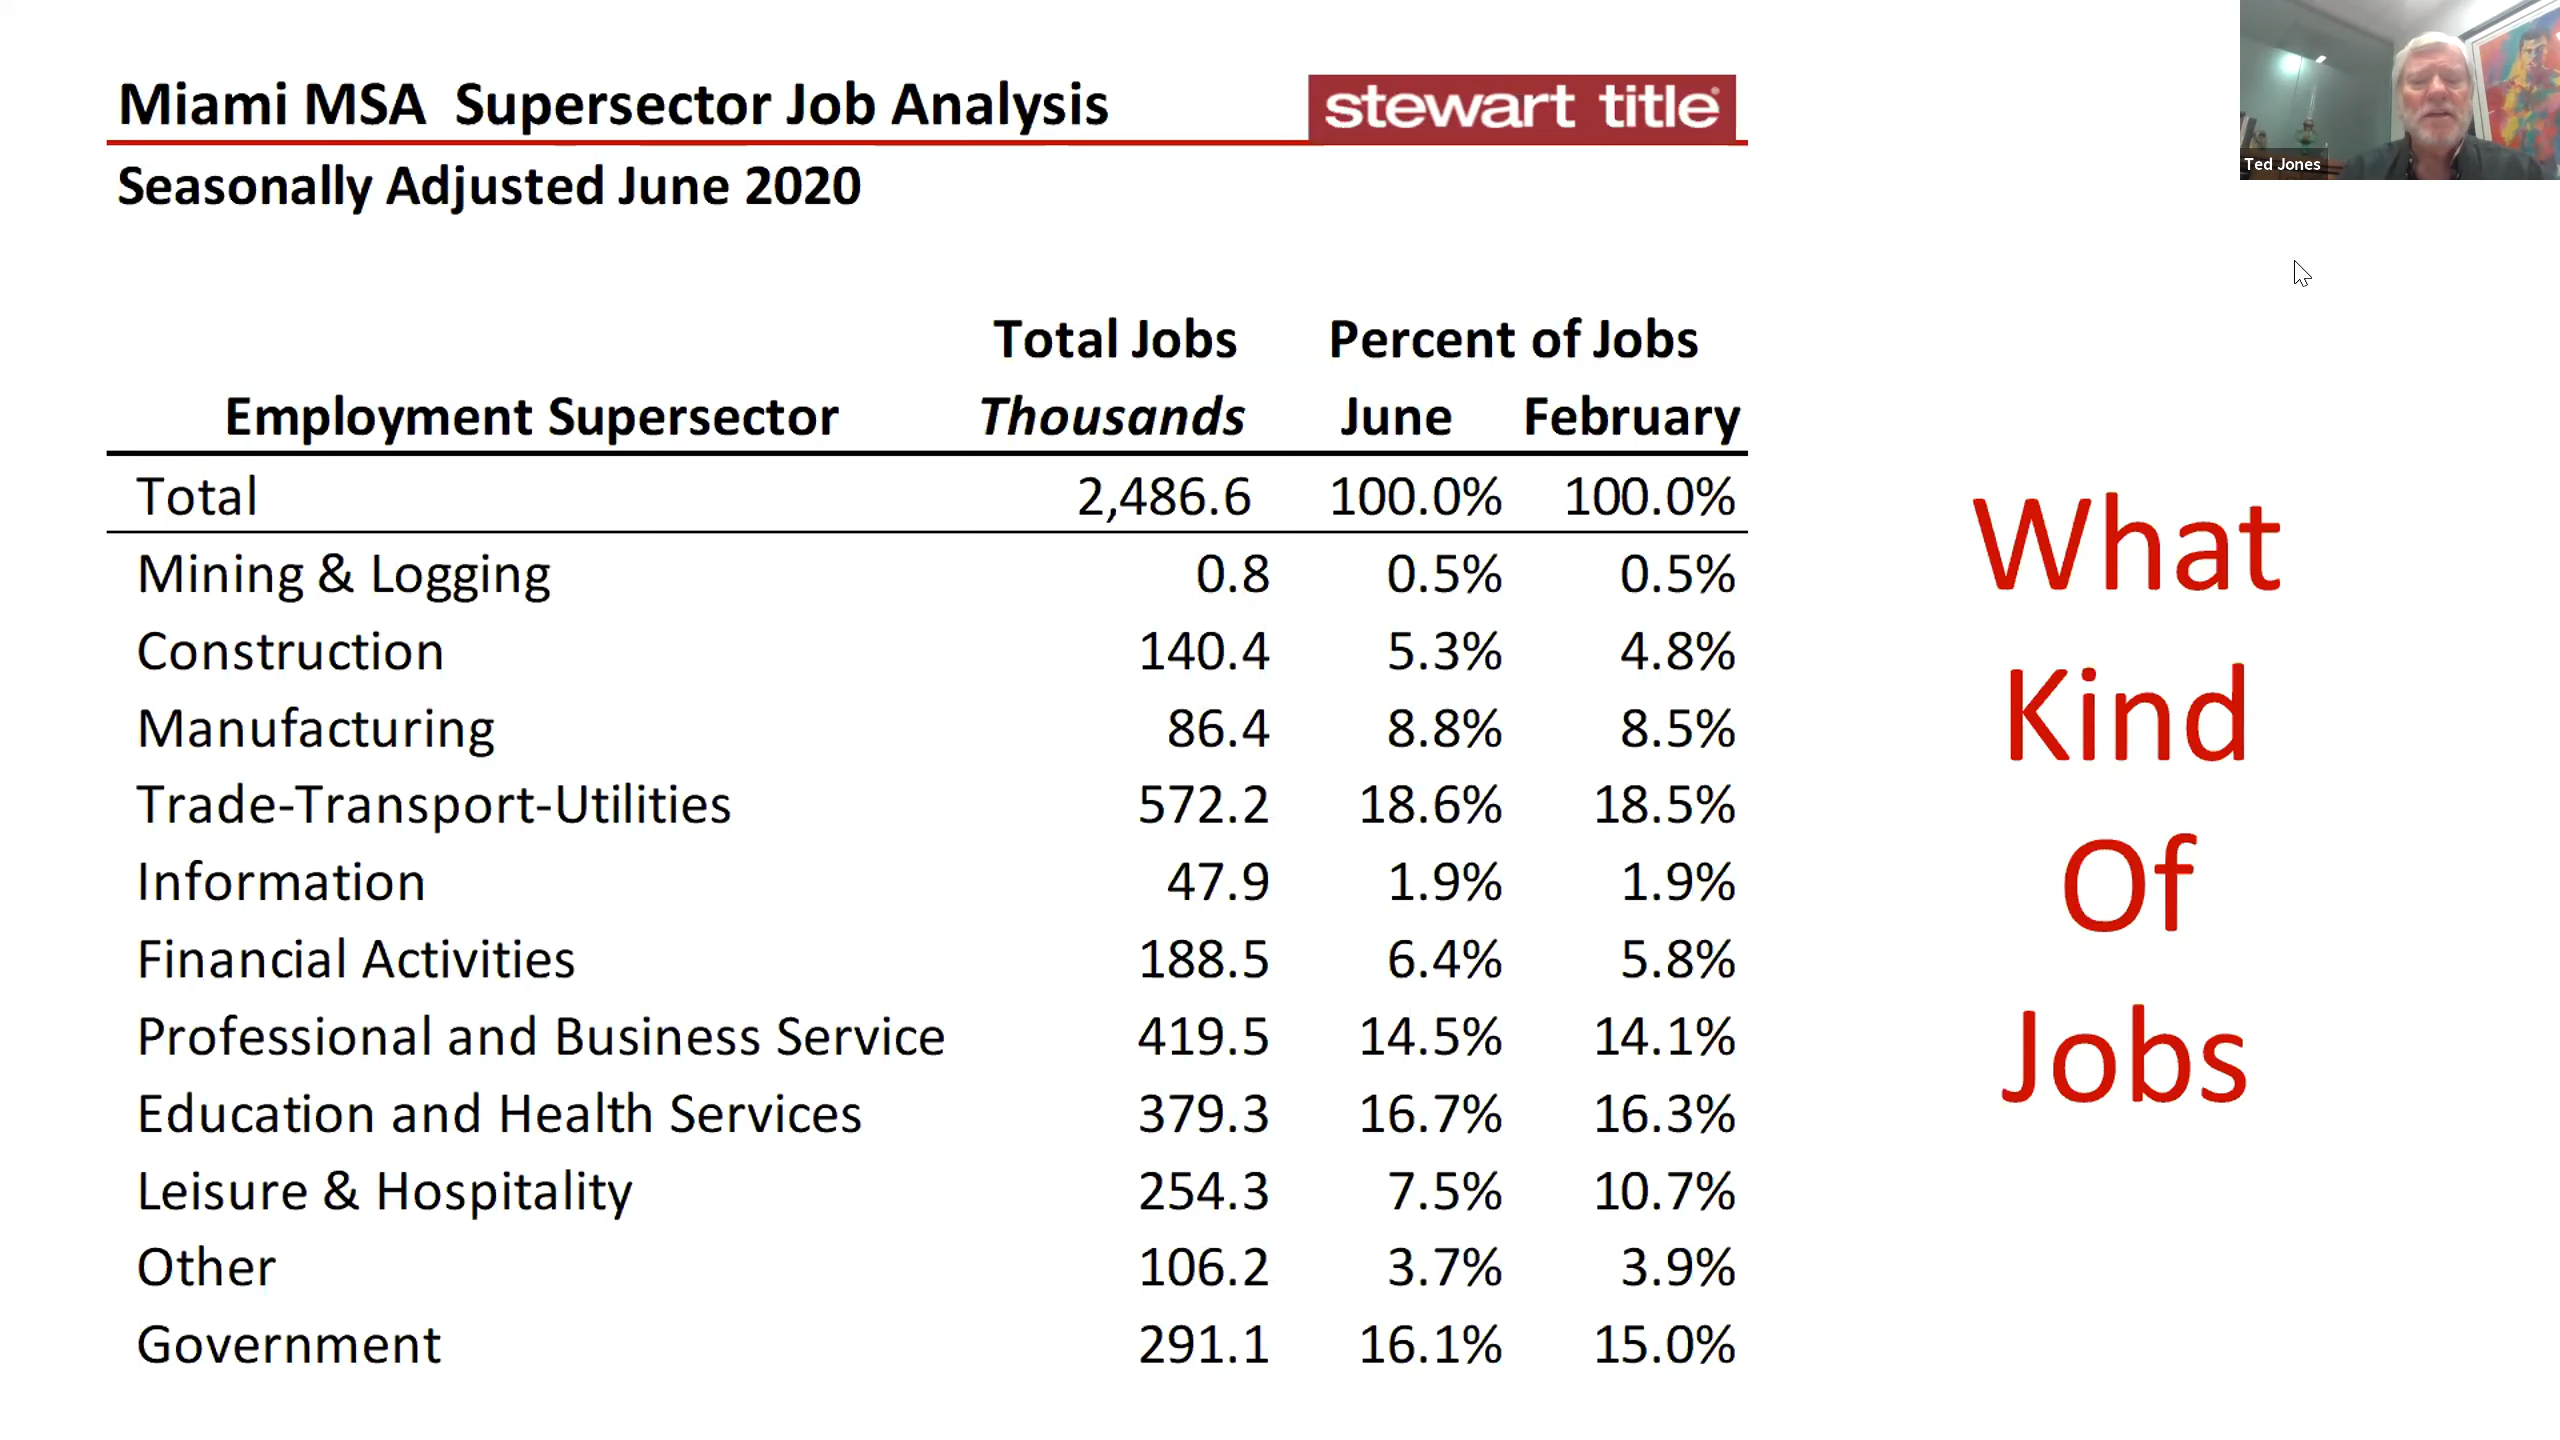 Miami MSA Supersector Job Analysis
stewart title
Ted Jones
Seasonally Adjusted June 2020
Total Jobs Percent of Jobs
Employment Supersector Thousands June February
Total 2,486.6 100.0% 100.0%
Mining & Logging 0.8 0.5% 0.5%
Construction 140.4 5.3% 4.8%
Manufacturing 86.4 8.8% 8.5%
Trade-Transport-Utilities 572.2 18.6% 18.5%
Information 47.9 1.9% 1.9%
Financial Activities 188.5 6.4% 5.8%
Professional and Business Service 419.5 14.5% 14.1%
Education and Health Services 379.3 16.7% 16.3%
Leisure & Hospitality 254.3 7.5% 10.7%
Other 106.2 3.7% 3.9%
Government 291.1 16.1% 15.0%
What
Kind
Of
Jobs